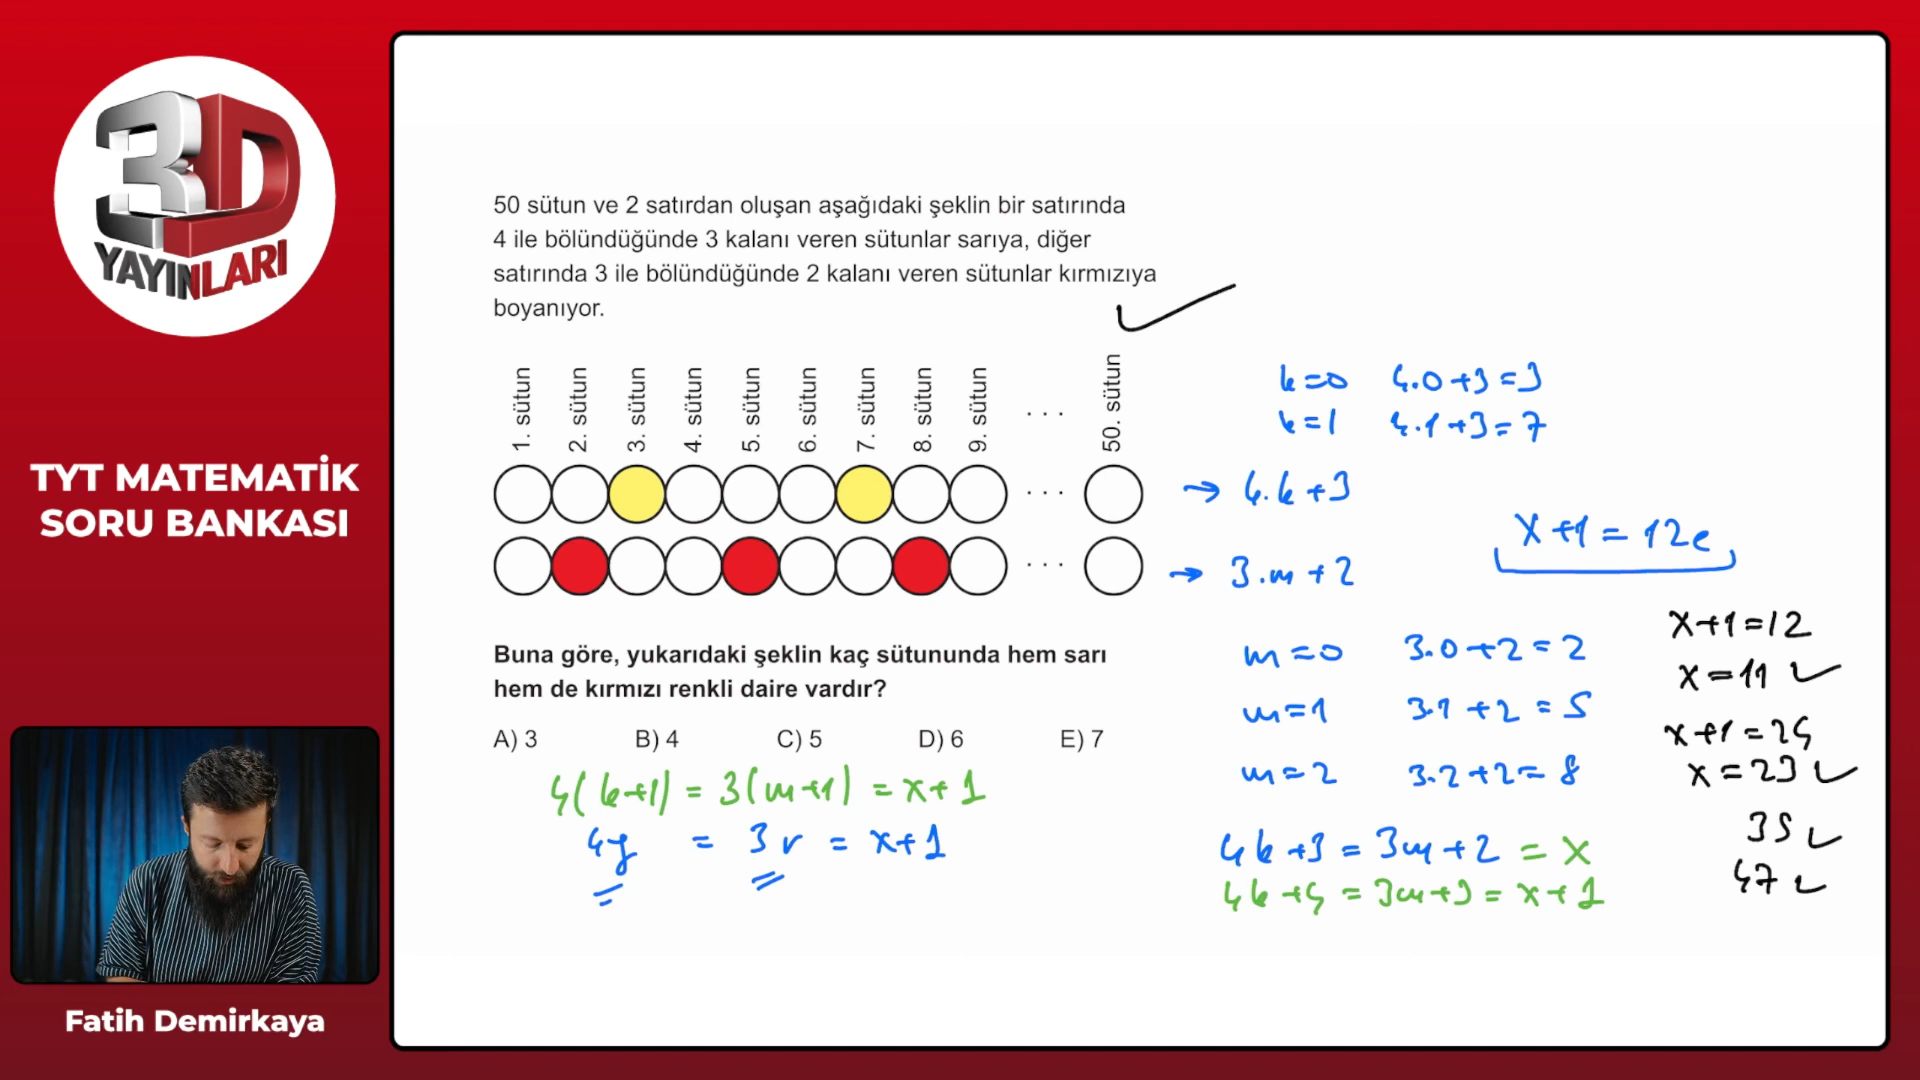 3D
YAYINLARI
TYT MATEMATİK
SORU BANKASI
Fatih Demirkaya
50 sütun ve 2 satırdan oluşan aşağıdaki şeklin bir satırında
4 ile bölündüğünde 3 kalanı veren sütunlar sarıya, diğer
satırında 3 ile bölündüğünde 2 kalanı veren sütunlar kırmızıya
boyanıyor.
1. sütun
2. sütun
3. sütun
4. sütun
5. sütun
6. sütun
7. sütun
8. sütun
9. sütun
. . .
50. sütun
. . .
. . .
Buna göre, yukarıdaki şeklin kaç sütununda hem sarı
hem de kırmızı renkli daire vardır?
A) 3 B) 4 C) 5 D) 6 E) 7
4(k+1) = 3(m+1) = x+1
4y = 3r = x+1
k=0 4.0+3=3
k=1 4.1+3=7
→ 4.k+3
→ 3.m+2
m=0 3.0+2=2
m=1 3.1+2=5
m=2 3.2+2=8
4k+3=3m+2=x
4k+4=3m+3=x+1
x+1=12e
x+1=12
x=11
x+1=24
x=23
35
47